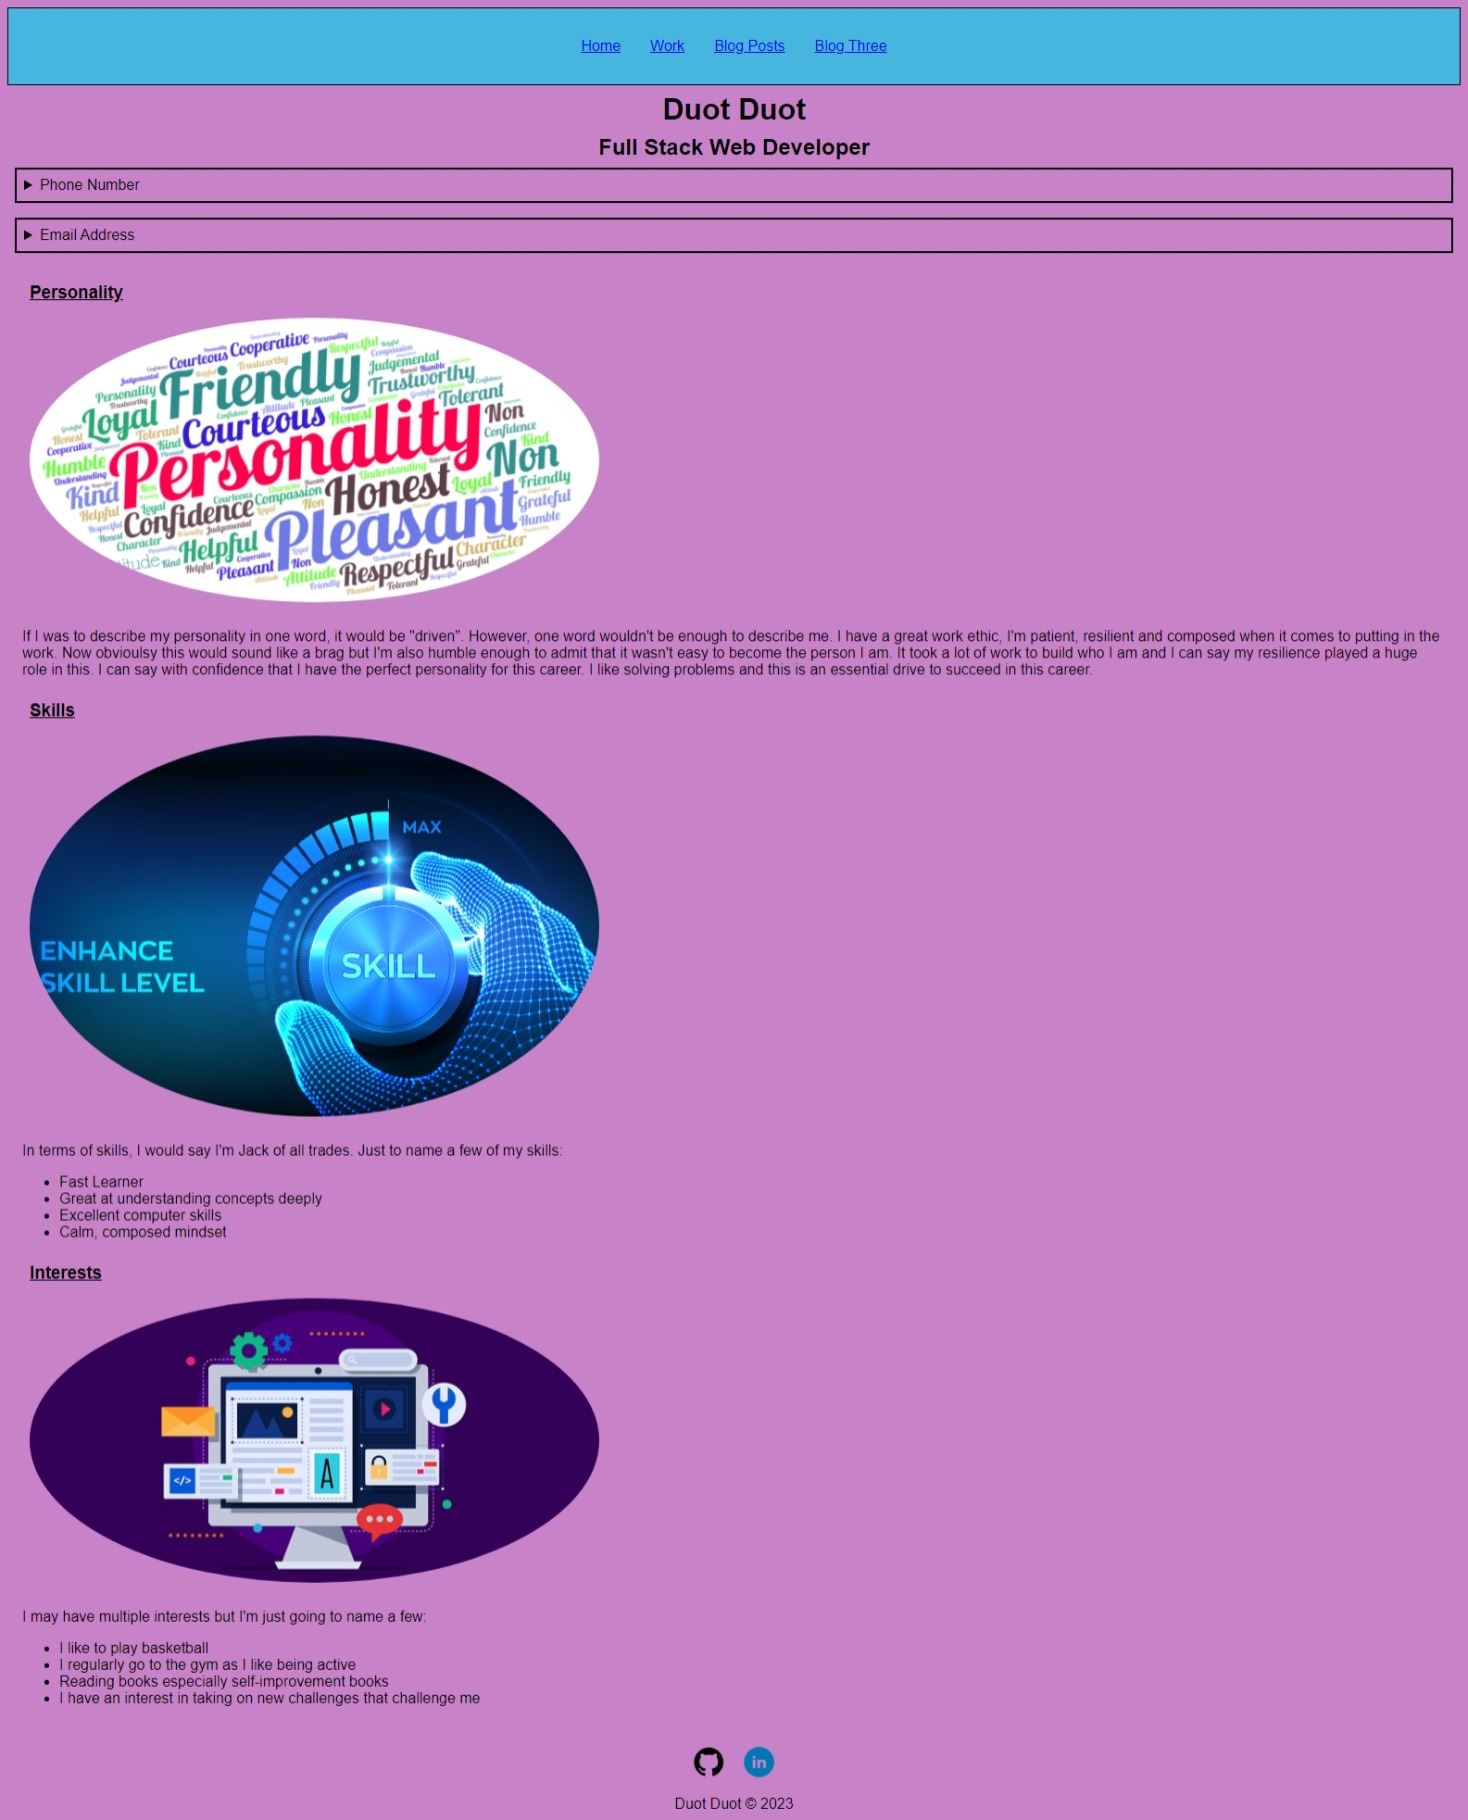 Home Work Blog Posts Blog Three
Duot Duot
Full Stack Web Developer
Phone Number
Email Address
Personality
Courteous Cooperative Respectful
Friendly Judgemental
Personality Trustworthy
Loyal Courteous Honest Tolerant Non
Personality
Humble Non Kind
Kind Honest Loyal Friendly
Confidence Compassion Grateful
Helpful Pleasant Humble
Character Respectful Character
Pleasant Attitude Grateful
If I was to describe my personality in one word, it would be "driven". However, one word wouldn't be enough to describe me. I have a great work ethic, I'm patient, resilient and composed when it comes to putting in the
work. Now obvioulsy this would sound like a brag but I'm also humble enough to admit that it wasn't easy to become the person I am. It took a lot of work to build who I am and I can say my resilience played a huge
role in this. I can say with confidence that I have the perfect personality for this career. I like solving problems and this is an essential drive to succeed in this career.
Skills
MAX
ENHANCE
SKILL LEVEL
SKILL
In terms of skills, I would say I'm Jack of all trades. Just to name a few of my skills:
• Fast Learner
• Great at understanding concepts deeply
• Excellent computer skills
• Calm, composed mindset
Interests
A
</>
I may have multiple interests but I'm just going to name a few:
• I like to play basketball
• I regularly go to the gym as I like being active
• Reading books especially self-improvement books
• I have an interest in taking on new challenges that challenge me
in
Duot Duot © 2023